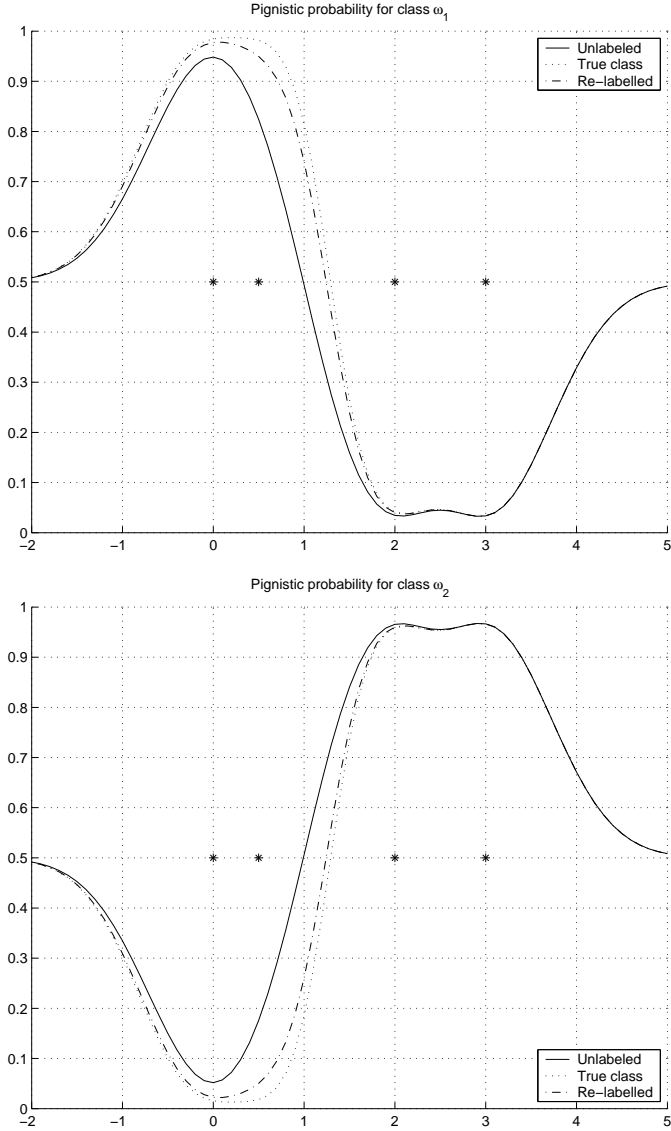 Pignistic probability for class ω1
1
0.9
0.8
0.7
0.6
0.5
0.4
0.3
0.2
0.1
0
−2 −1 0 1 2 3 4 5
Unlabeled
True class
Re−labelled
Pignistic probability for class ω2
1
0.9
0.8
0.7
0.6
0.5
0.4
0.3
0.2
0.1
0
−2 −1 0 1 2 3 4 5
Unlabeled
True class
Re−labelled